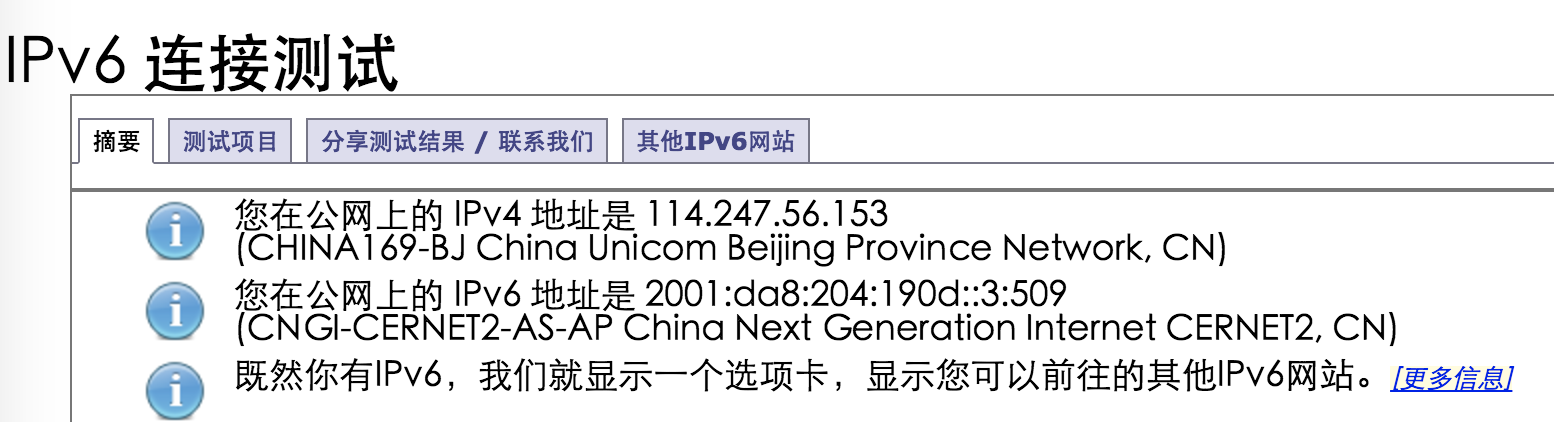 IPv6 连接测试
摘要 测试项目 分享测试结果 / 联系我们 其他IPv6网站
您在公网上的 IPv4 地址是 114.247.56.153
(CHINA169-BJ China Unicom Beijing Province Network, CN)
您在公网上的 IPv6 地址是 2001:da8:204:190d::3:509
(CNGI-CERNET2-AS-AP China Next Generation Internet CERNET2, CN)
既然你有IPv6，我们就显示一个选项卡，显示您可以前往的其他IPv6网站。[更多信息]